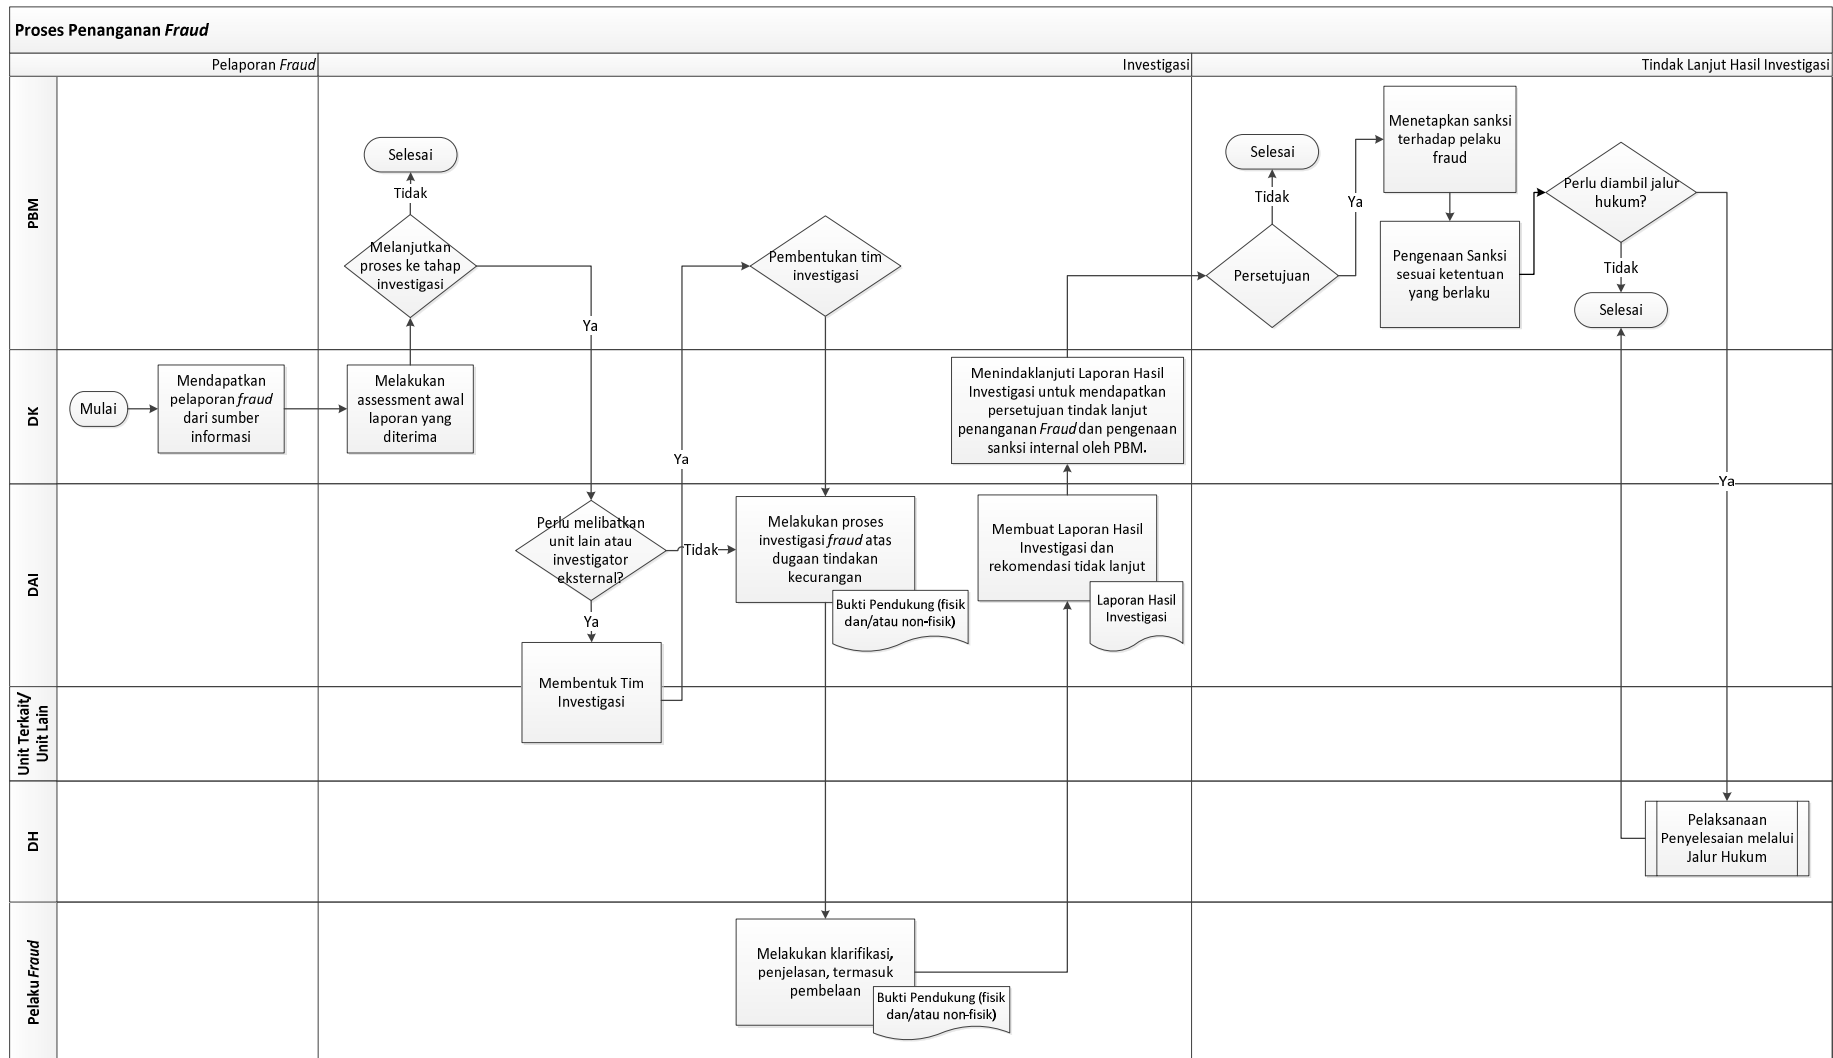 Proses Penanganan Fraud
Pelaporan Fraud
Investigasi
Tindak Lanjut Hasil Investigasi
PBM
Selesai
Tidak
Melanjutkan
proses ke tahap
investigasi
Ya
Pembentukan tim
investigasi
Selesai
Tidak
Persetujuan
Ya
Menetapkan sanksi
terhadap pelaku
fraud
Pengenaan Sanksi
sesuai ketentuan
yang berlaku
Perlu diambil jalur
hukum?
Tidak
Selesai
DK
Mulai
Mendapatkan
pelaporan fraud
dari sumber
informasi
Melakukan
assessment awal
laporan yang
diterima
Ya
Menindaklanjuti Laporan Hasil
Investigasi untuk mendapatkan
persetujuan tindak lanjut
penanganan Fraud dan pengenaan
sanksi internal oleh PBM.
Ya
DAI
Perlu melibatkan
unit lain atau
investigator
eksternal?
Tidak
Ya
Melakukan proses
investigasi fraud atas
dugaan tindakan
kecurangan
Bukti Pendukung (fisik
dan/atau non-fisik)
Membuat Laporan Hasil
Investigasi dan
rekomendasi tidak lanjut
Laporan Hasil
Investigasi
Unit Terkait/
Unit Lain
Membentuk Tim
Investigasi
DH
Pelaksanaan
Penyelesaian melalui
Jalur Hukum
Pelaku Fraud
Melakukan klarifikasi,
penjelasan, termasuk
pembelaan
Bukti Pendukung (fisik
dan/atau non-fisik)